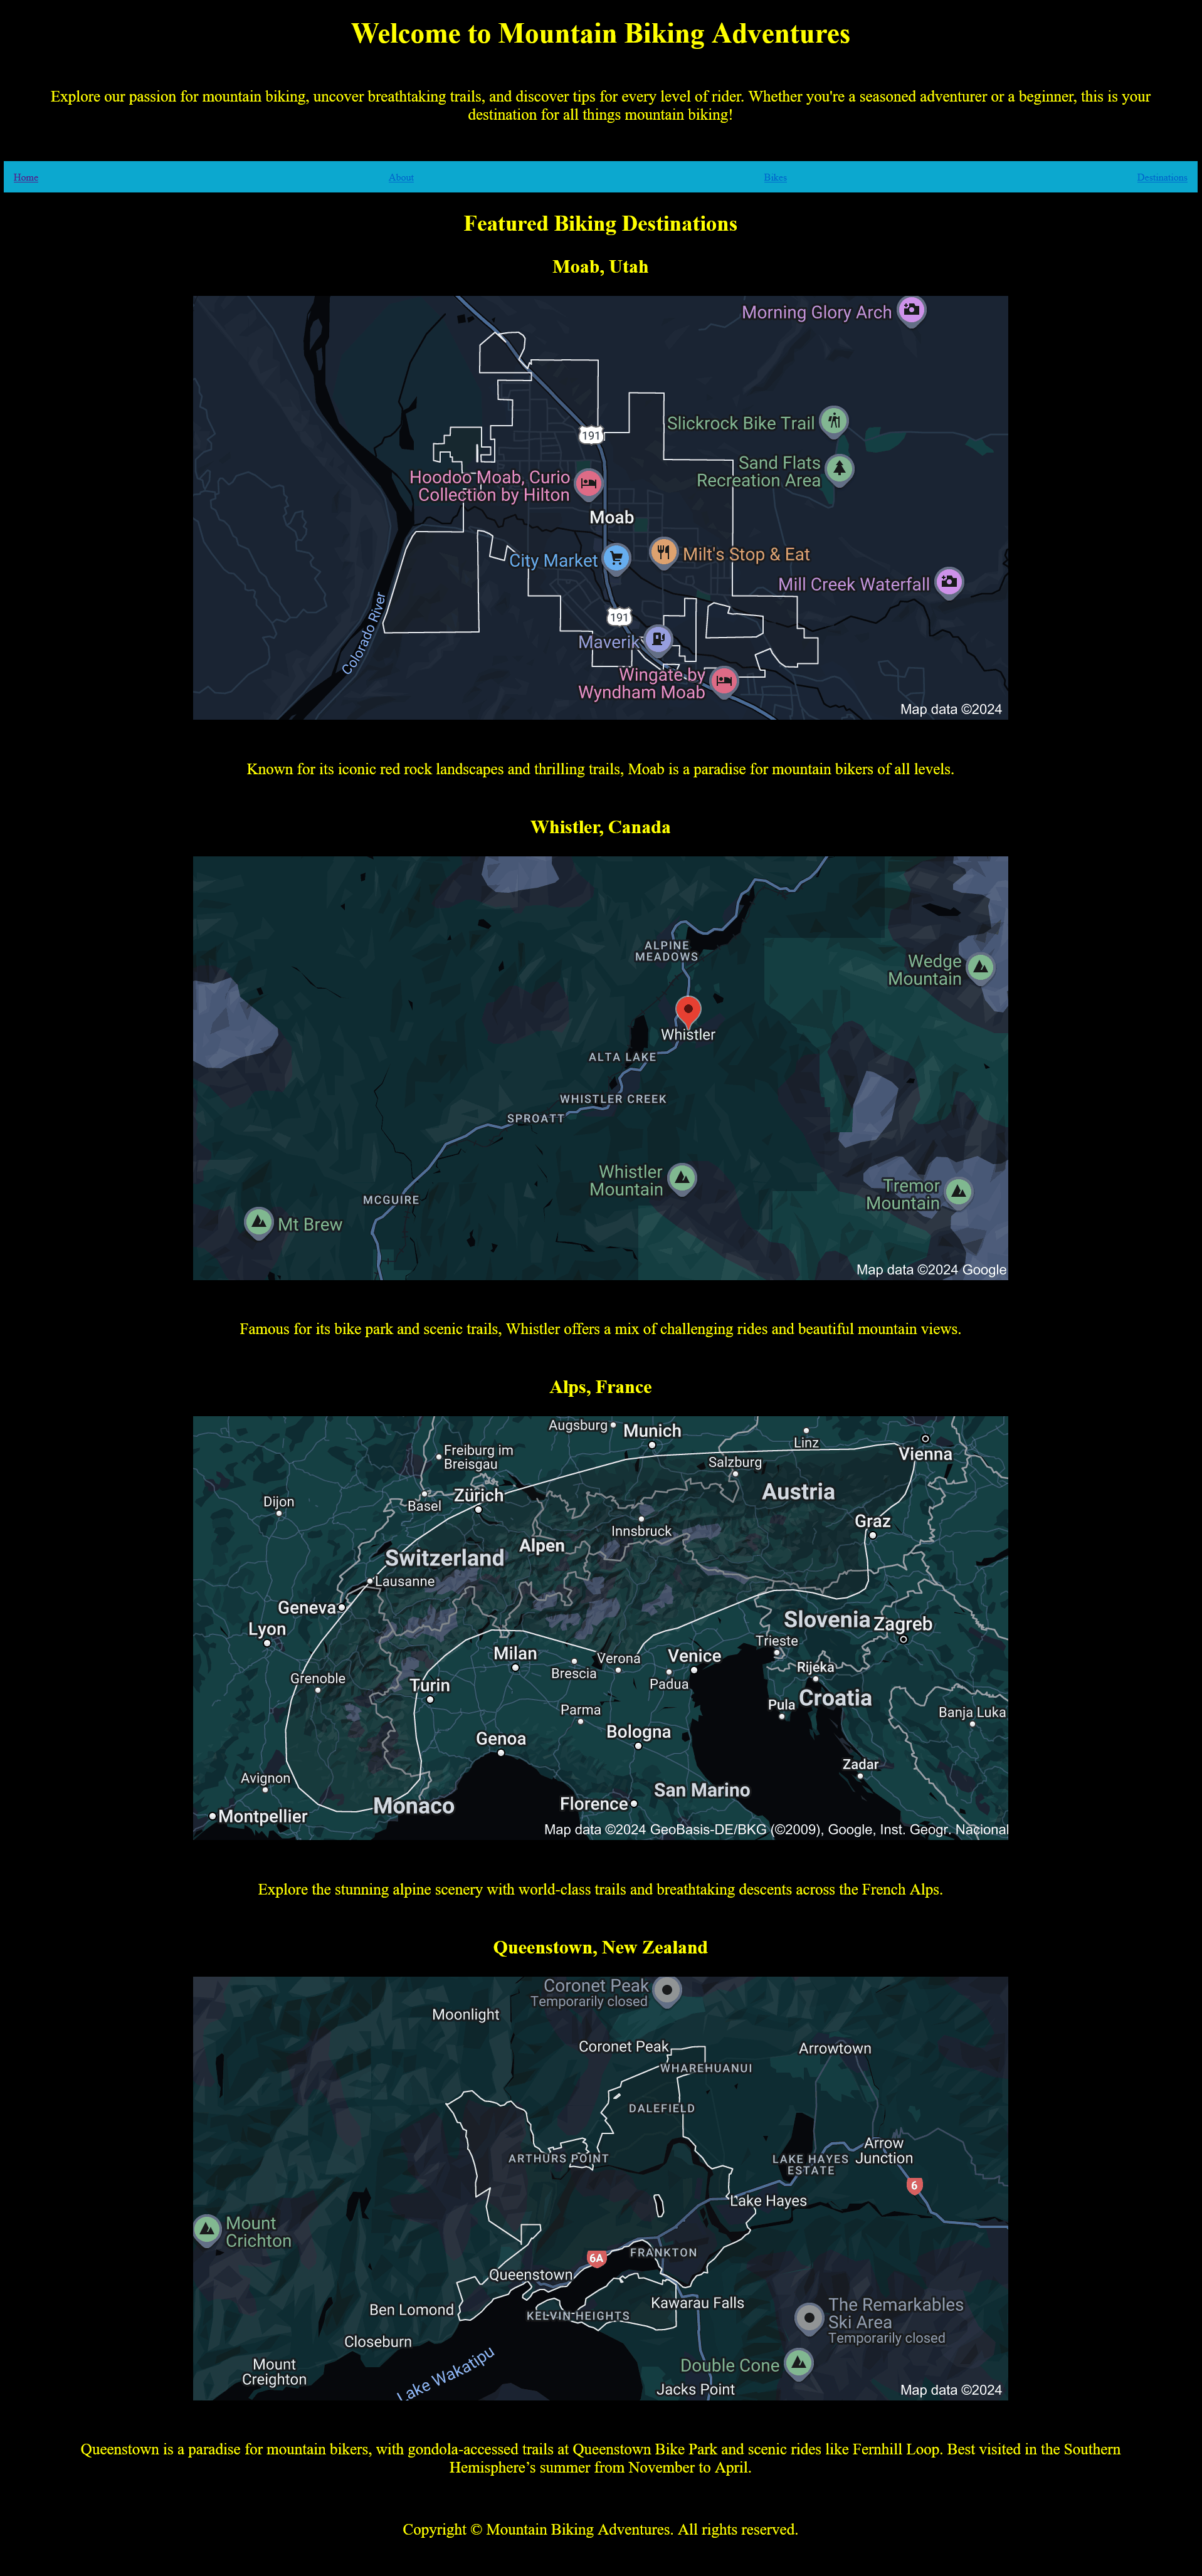 Welcome to Mountain Biking Adventures
Explore our passion for mountain biking, uncover breathtaking trails, and discover tips for every level of rider. Whether you're a seasoned adventurer or a beginner, this is your
destination for all things mountain biking!
Home About Bikes Destinations
Featured Biking Destinations
Moab, Utah
Morning Glory Arch
Slickrock Bike Trail
191
Sand Flats
Recreation Area
Hoodoo Moab, Curio
Collection by Hilton
Moab
Milt's Stop & Eat
City Market
Mill Creek Waterfall
Colorado River
191
Maverik
Wingate by
Wyndham Moab
Map data ©2024
Known for its iconic red rock landscapes and thrilling trails, Moab is a paradise for mountain bikers of all levels.
Whistler, Canada
ALPINE
MEADOWS
Wedge
Mountain
Whistler
ALTA LAKE
WHISTLER CREEK
SPROATT
Whistler
Mountain
Tremor
Mountain
MCGUIRE
Mt Brew
Map data ©2024 Google
Famous for its bike park and scenic trails, Whistler offers a mix of challenging rides and beautiful mountain views.
Alps, France
Augsburg
Munich
Linz
Vienna
Freiburg im
Breisgau
Salzburg
Zürich
Austria
Dijon
Basel
Graz
Innsbruck
Alpen
Switzerland
Lausanne
Geneva
Slovenia
Zagreb
Lyon
Trieste
Milan
Verona
Venice
Brescia
Rijeka
Grenoble
Turin
Padua
Croatia
Pula
Parma
Banja Luka
Genoa
Bologna
Zadar
Avignon
San Marino
Monaco
Florence
Montpellier
Map data ©2024 GeoBasis-DE/BKG (©2009), Google, Inst. Geogr. Nacional
Explore the stunning alpine scenery with world-class trails and breathtaking descents across the French Alps.
Queenstown, New Zealand
Coronet Peak
Temporarily closed
Moonlight
Coronet Peak
Arrowtown
WHAREHUANUI
DALEFIELD
Arrow
Junction
ARTHURS POINT
LAKE HAYES
ESTATE
6
Lake Hayes
Mount
Crichton
FRANKTON
6A
Queenstown
Kawarau Falls
The Remarkables
Ski Area
Temporarily closed
Ben Lomond
KELVIN HEIGHTS
Closeburn
Lake Wakatipu
Mount
Creighton
Double Cone
Jacks Point
Map data ©2024
Queenstown is a paradise for mountain bikers, with gondola-accessed trails at Queenstown Bike Park and scenic rides like Fernhill Loop. Best visited in the Southern
Hemisphere’s summer from November to April.
Copyright © Mountain Biking Adventures. All rights reserved.